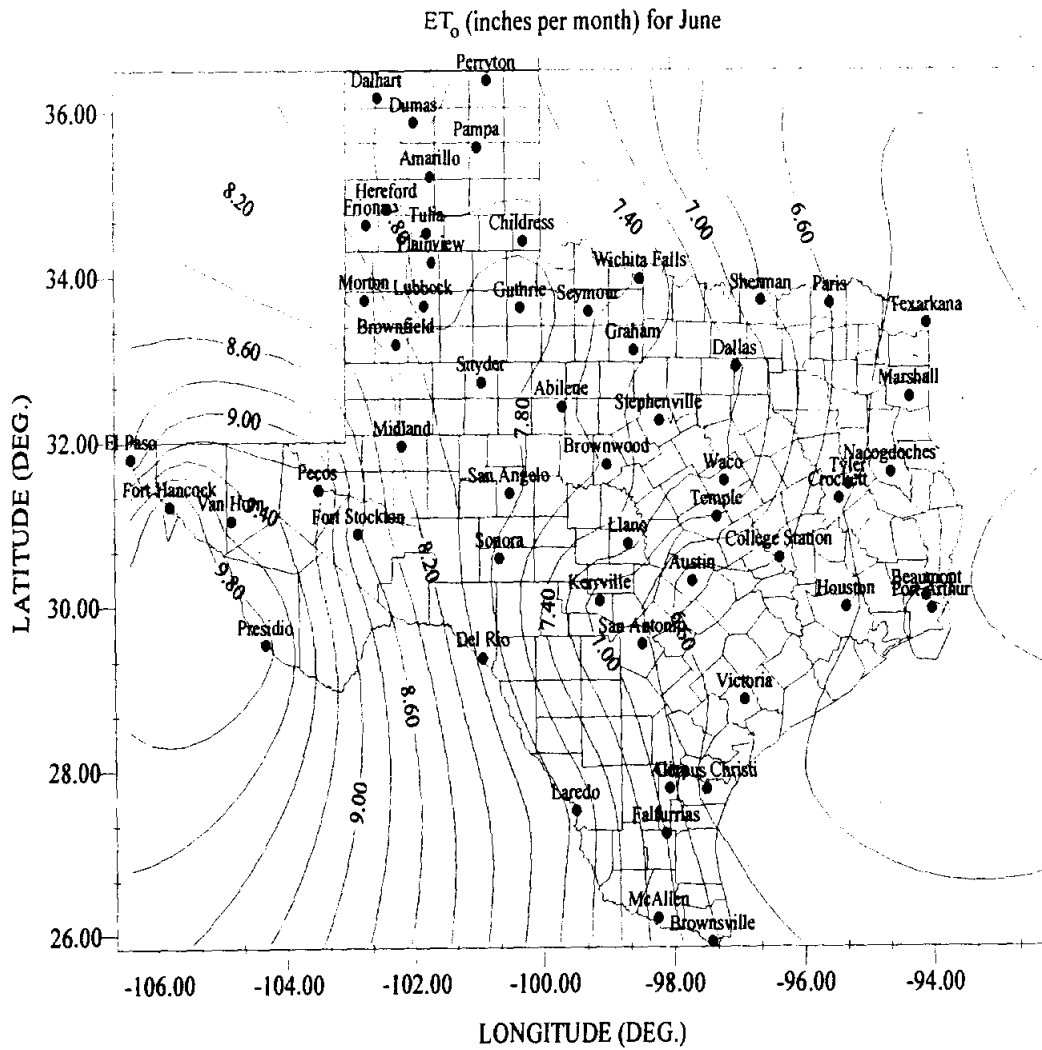 ETo (inches per month) for June
Perryton
Dalhart
Dumas
36.00
Pampa
Amarillo
8.20
Hereford
Friona
7.80
Tulia
Childress
7.40
7.00
6.60
Plainview
Wichita Falls
34.00
Morton
Lubbock
Guthrie
Seymour
Sherman
Paris
Texarkana
Brownfield
Graham
8.60
Dallas
Snyder
Marshall
Abilene
Stephenville
7.80
9.00
32.00
El Paso
Midland
Brownwood
Nacogdoches
Waco
Tyler
Pecos
San Angelo
Crockett
Fort Hancock
Van Horn
9.40
Temple
Fort Stockton
Llano
College Station
Sonora
8.20
Austin
9.80
Kerrville
Houston
Beaumont
Port Arthur
30.00
7.40
Presidio
San Antonio
6.60
7.00
Del Rio
Victoria
8.60
28.00
Corpus Christi
Laredo
9.00
Falfurrias
McAllen
Brownsville
26.00
-106.00
-104.00
-102.00
-100.00
-98.00
-96.00
-94.00
LATITUDE (DEG.)
LONGITUDE (DEG.)